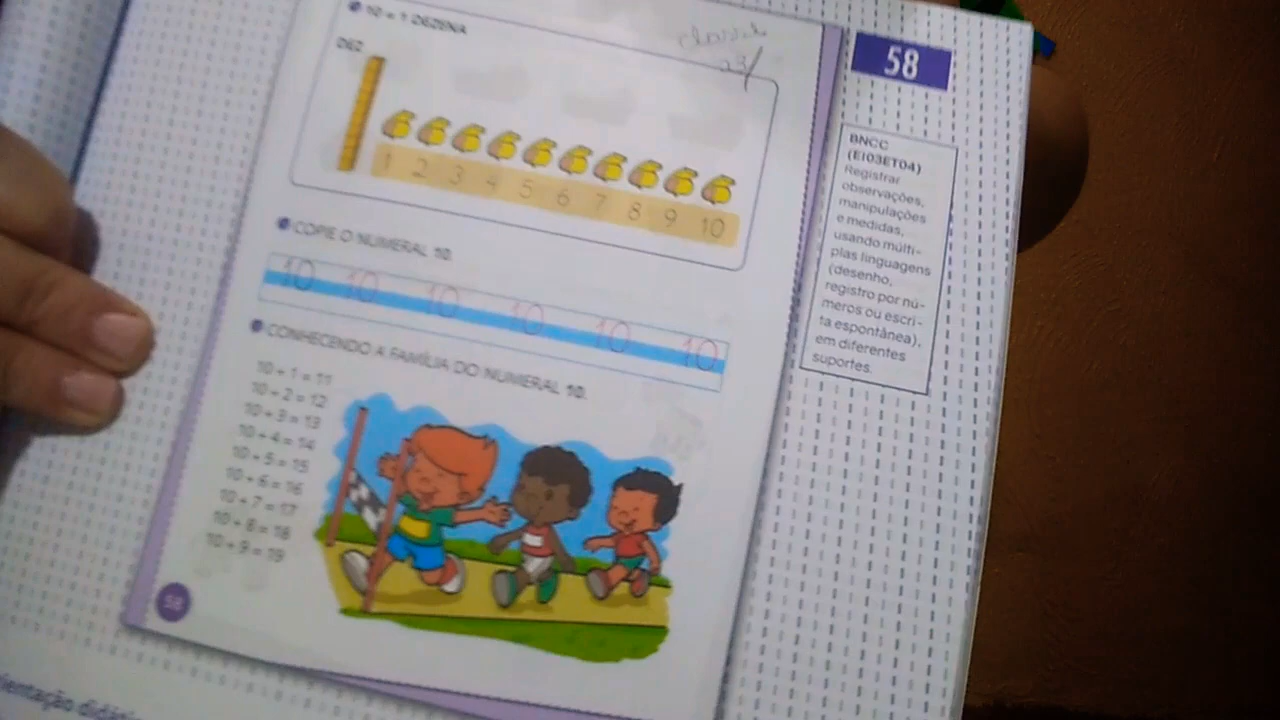 10 = 1 DEZENA
DEZ
1 2 3 4 5 6 7 8 9 10
COPIE O NUMERAL 10.
10 10 10 10 10 10
CONHECENDO A FAMÍLIA DO NUMERAL 10.
10 + 1 = 11
10 + 2 = 12
10 + 3 = 13
10 + 4 = 14
10 + 5 = 15
10 + 6 = 16
10 + 7 = 17
10 + 8 = 18
10 + 9 = 19
58
58
BNCC
(EI03ET04)
Registrar
observações,
manipulações
e medidas,
usando múlti-
plas linguagens
(desenho,
registro por nú-
meros ou escri-
ta espontânea),
em diferentes
suportes.